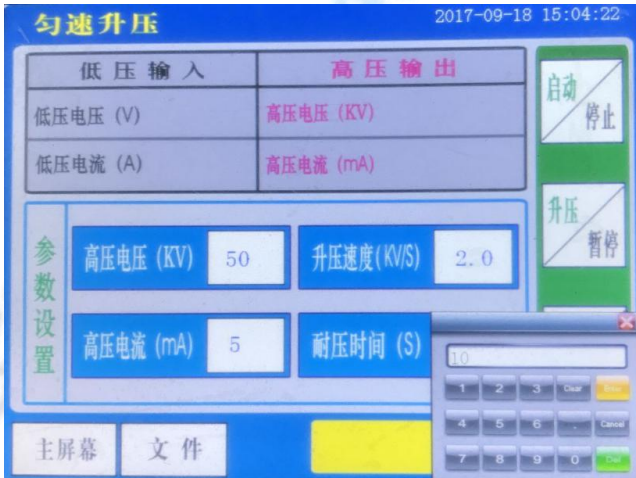 匀速升压 2017-09-18 15:04:22
低压输入 高压输出
低压电压 (V) 高压电压 (KV)
低压电流 (A) 高压电流 (mA)
启动
停止
升压
暂停
参数设置
高压电压 (KV) 50 升压速度(KV/S) 2.0
高压电流 (mA) 5 耐压时间 (S)
10
1 2 3 Clear Enter
4 5 6 . Cancel
7 8 9 0
主屏幕 文件